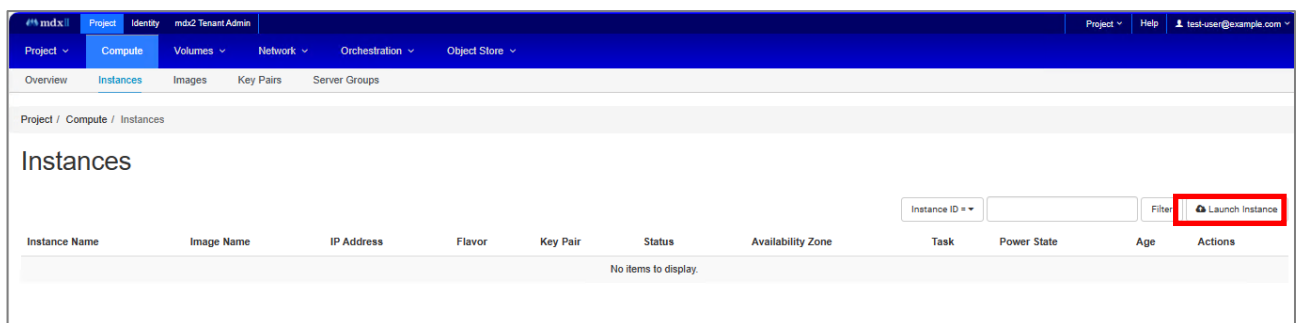 mdx|| Project Identity mdx2 Tenant Admin Project Help test-user@example.com
Project Compute Volumes Network Orchestration Object Store
Overview Instances Images Key Pairs Server Groups
Project / Compute / Instances
Instances
Instance ID = Filter Launch Instance
Instance Name Image Name IP Address Flavor Key Pair Status Availability Zone Task Power State Age Actions
No items to display.